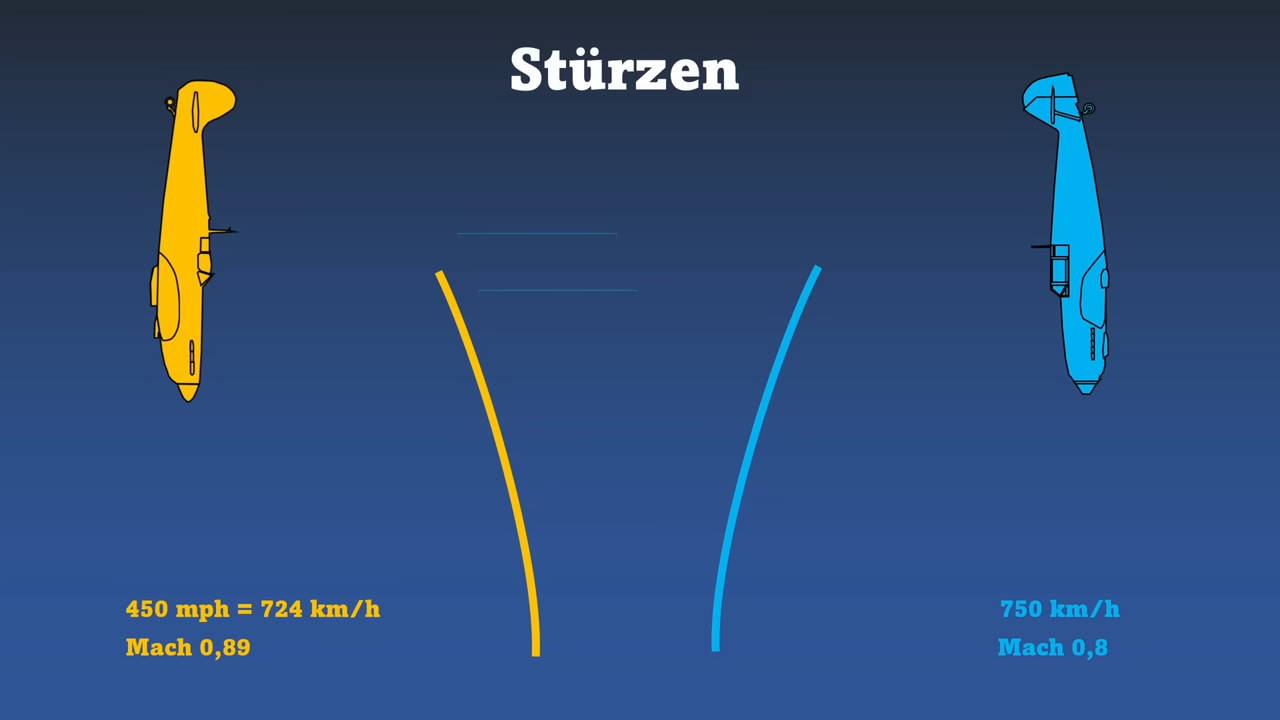 Stürzen
450 mph = 724 km/h
Mach 0,89
750 km/h
Mach 0,8